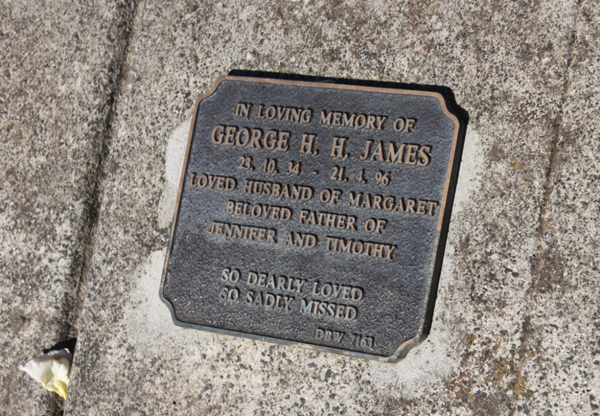 IN LOVING MEMORY OF
GEORGE H. H. JAMES
23. 10. 34 - 21. 4. 96
LOVED HUSBAND OF MARGARET
BELOVED FATHER OF
JENNIFER AND TIMOTHY
SO DEARLY LOVED
SO SADLY MISSED
DBW 7163